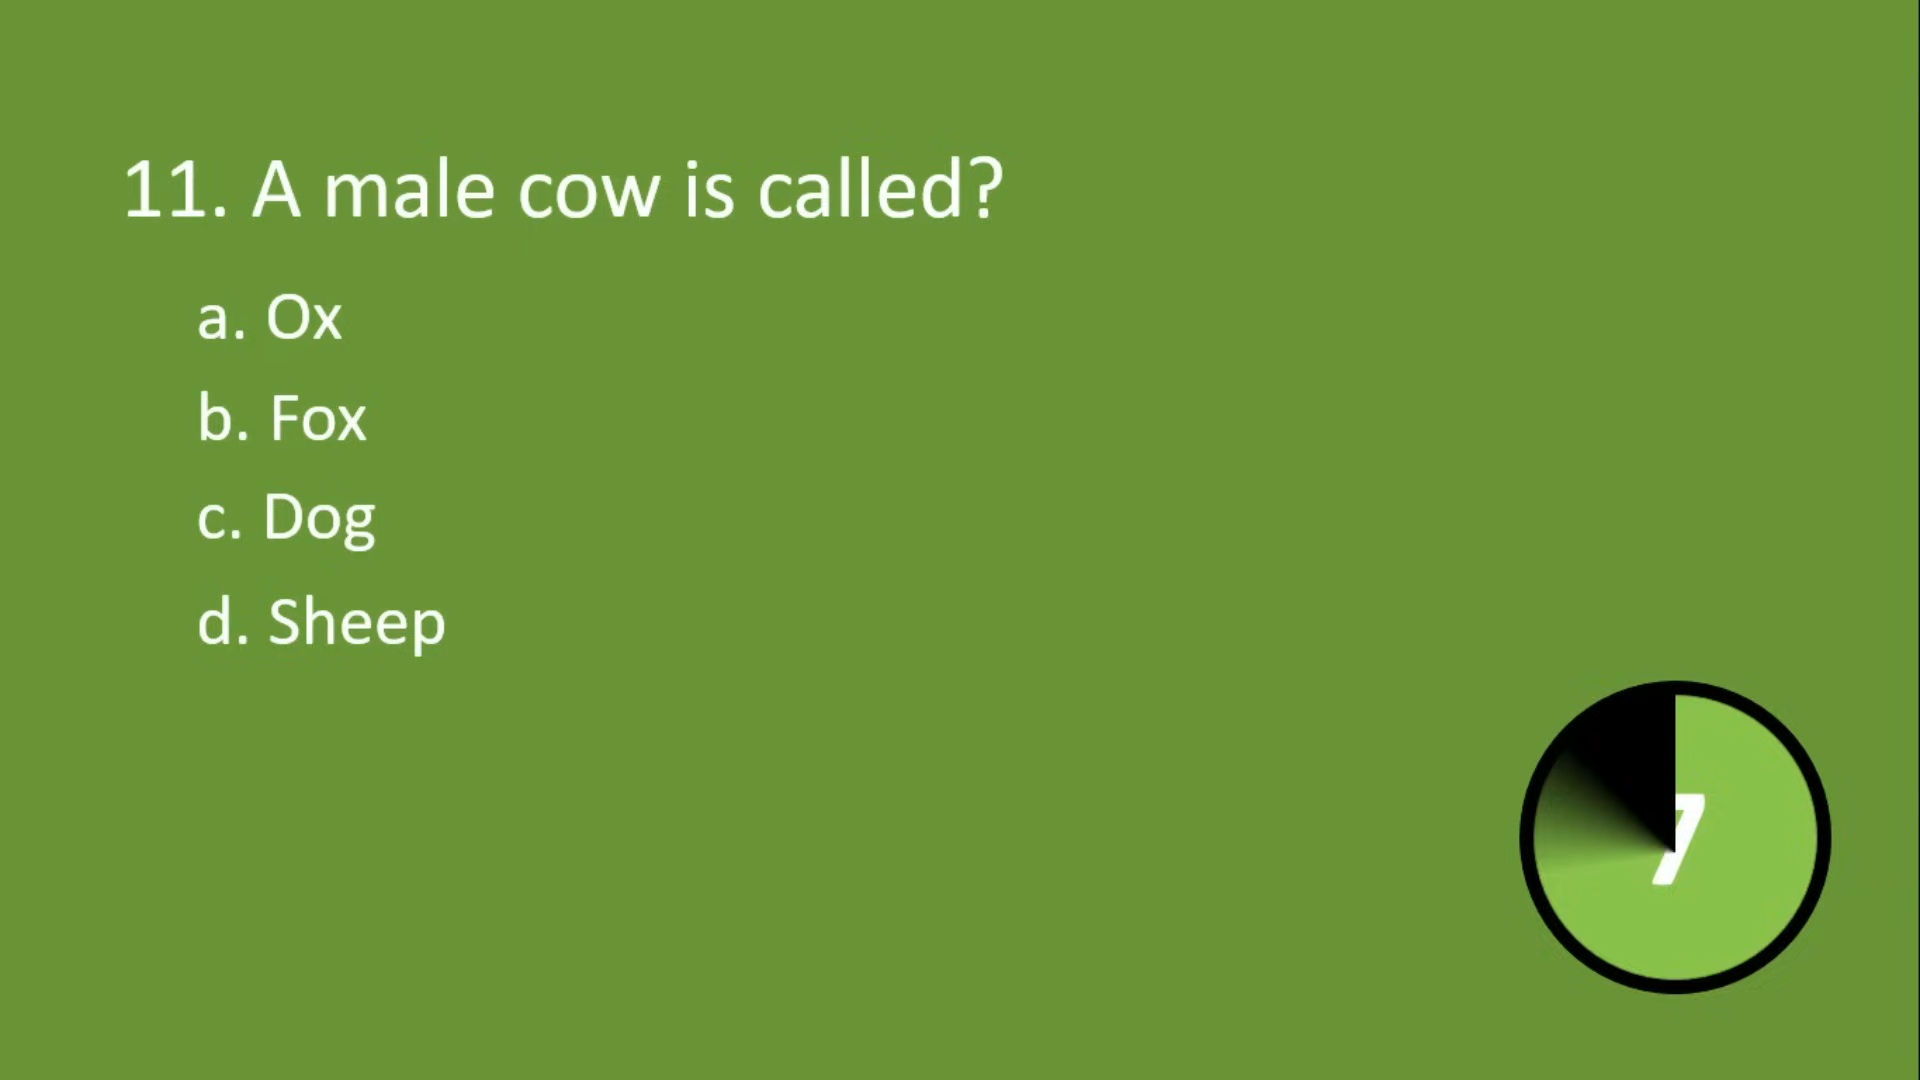 11. A male cow is called?
a. Ox
b. Fox
c. Dog
d. Sheep
7